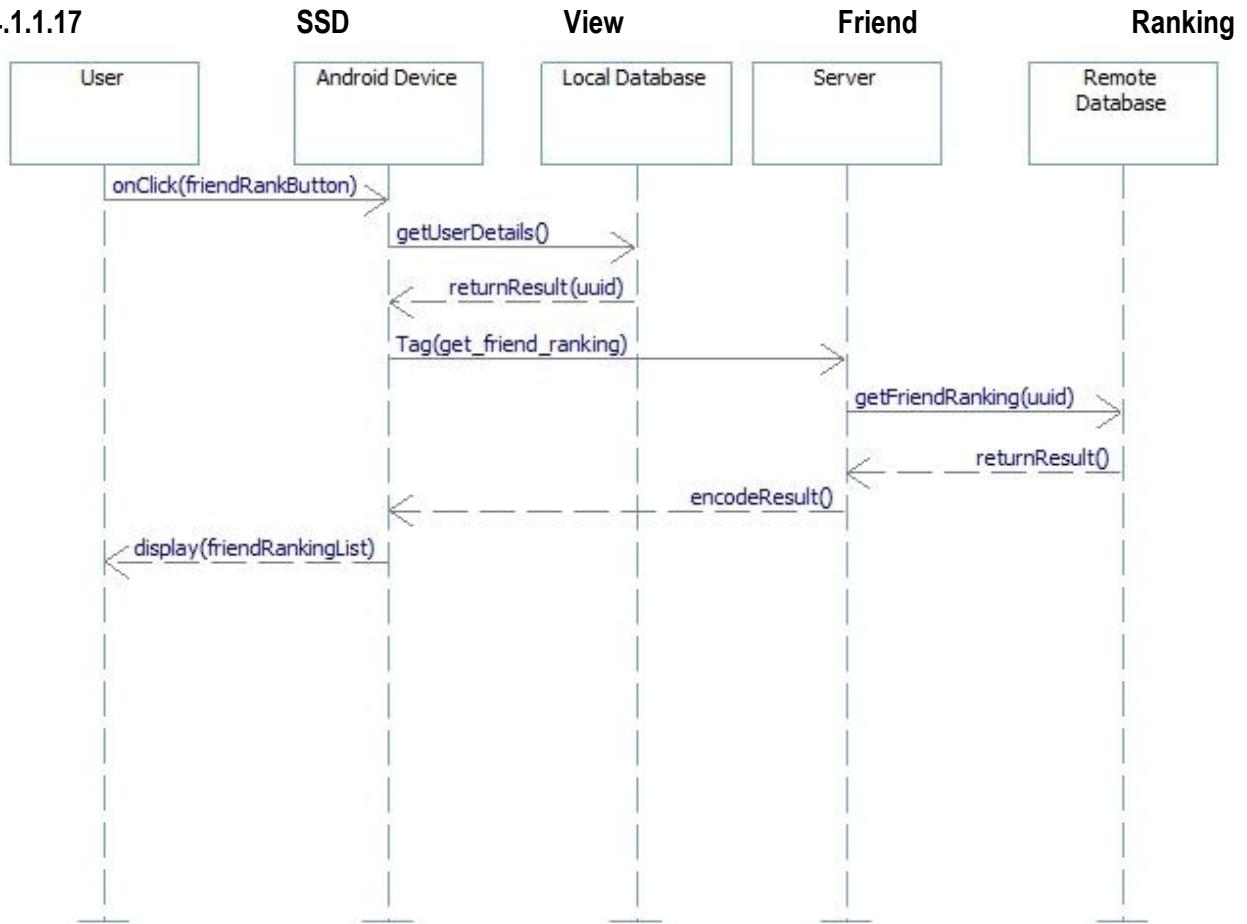 .1.1.17 SSD View Friend Ranking
User Android Device Local Database Server Remote Database
onClick(friendRankButton)
getUserDetails()
returnResult(uuid)
Tag(get_friend_ranking)
getFriendRanking(uuid)
returnResult()
encodeResult()
display(friendRankingList)